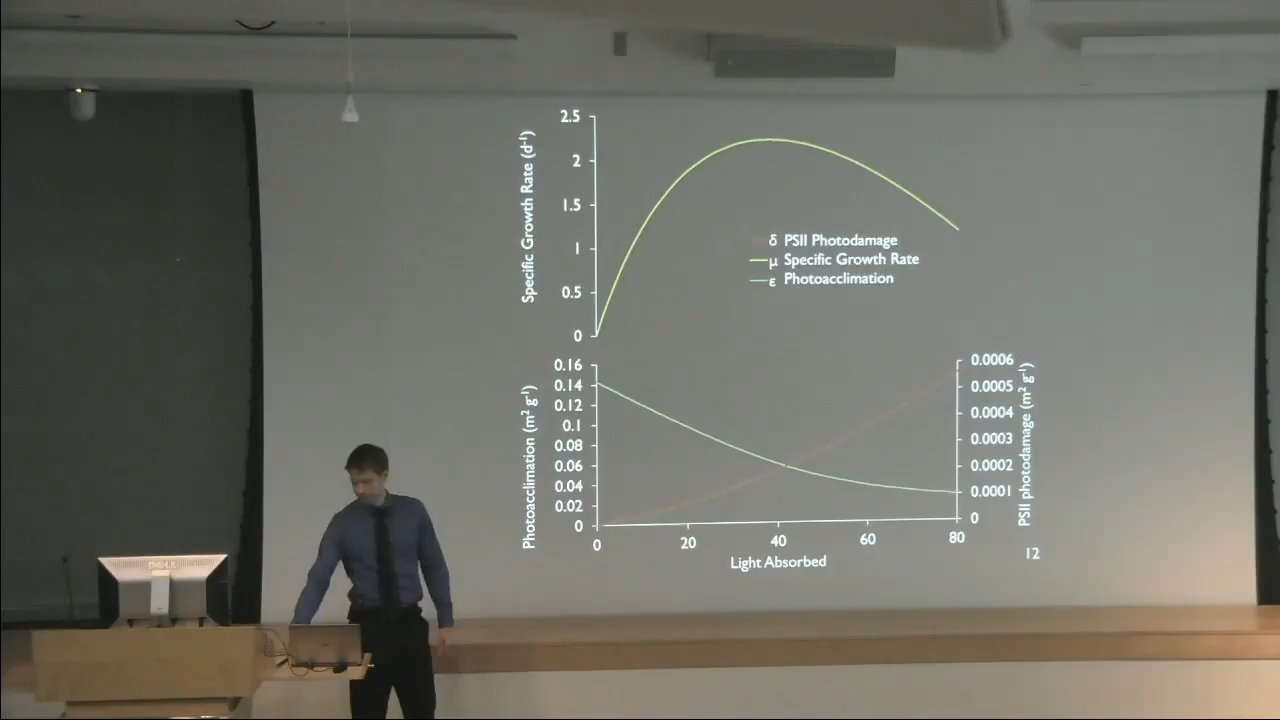 2.5
2
1.5
1
0.5
0
Specific Growth Rate (d⁻¹)
δ PSII Photodamage
μ Specific Growth Rate
ε Photoacclimation
0.16
0.14
0.12
0.1
0.08
0.06
0.04
0.02
0
Photoacclimation (m² g⁻¹)
0.0006
0.0005
0.0004
0.0003
0.0002
0.0001
0
PSII photodamage (m² g⁻¹)
0 20 40 60 80
Light Absorbed
12
DELL